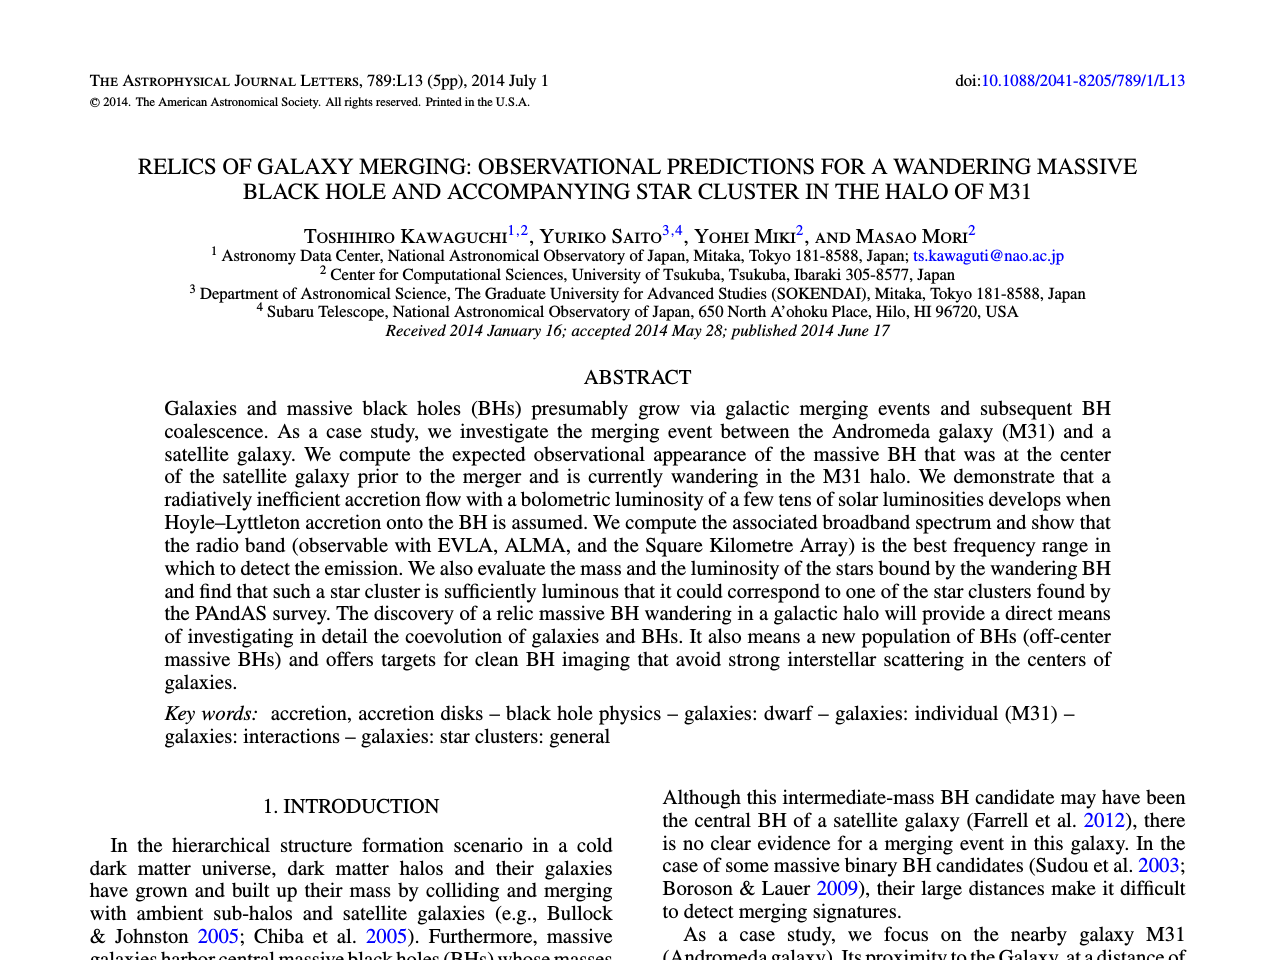 THE ASTROPHYSICAL JOURNAL LETTERS, 789:L13 (5pp), 2014 July 1
doi:10.1088/2041-8205/789/1/L13
© 2014. The American Astronomical Society. All rights reserved. Printed in the U.S.A.
RELICS OF GALAXY MERGING: OBSERVATIONAL PREDICTIONS FOR A WANDERING MASSIVE
BLACK HOLE AND ACCOMPANYING STAR CLUSTER IN THE HALO OF M31
TOSHIHIRO KAWAGUCHI1,2, YURIKO SAITO3,4, YOHEI MIKI2, AND MASAO MORI2
1 Astronomy Data Center, National Astronomical Observatory of Japan, Mitaka, Tokyo 181-8588, Japan; ts.kawaguti@nao.ac.jp
2 Center for Computational Sciences, University of Tsukuba, Tsukuba, Ibaraki 305-8577, Japan
3 Department of Astronomical Science, The Graduate University for Advanced Studies (SOKENDAI), Mitaka, Tokyo 181-8588, Japan
4 Subaru Telescope, National Astronomical Observatory of Japan, 650 North A'ohoku Place, Hilo, HI 96720, USA
Received 2014 January 16; accepted 2014 May 28; published 2014 June 17
ABSTRACT
Galaxies and massive black holes (BHs) presumably grow via galactic merging events and subsequent BH
coalescence. As a case study, we investigate the merging event between the Andromeda galaxy (M31) and a
satellite galaxy. We compute the expected observational appearance of the massive BH that was at the center
of the satellite galaxy prior to the merger and is currently wandering in the M31 halo. We demonstrate that a
radiatively inefficient accretion flow with a bolometric luminosity of a few tens of solar luminosities develops when
Hoyle–Lyttleton accretion onto the BH is assumed. We compute the associated broadband spectrum and show that
the radio band (observable with EVLA, ALMA, and the Square Kilometre Array) is the best frequency range in
which to detect the emission. We also evaluate the mass and the luminosity of the stars bound by the wandering BH
and find that such a star cluster is sufficiently luminous that it could correspond to one of the star clusters found by
the PAndAS survey. The discovery of a relic massive BH wandering in a galactic halo will provide a direct means
of investigating in detail the coevolution of galaxies and BHs. It also means a new population of BHs (off-center
massive BHs) and offers targets for clean BH imaging that avoid strong interstellar scattering in the centers of
galaxies.
Key words: accretion, accretion disks – black hole physics – galaxies: dwarf – galaxies: individual (M31) –
galaxies: interactions – galaxies: star clusters: general
1. INTRODUCTION
In the hierarchical structure formation scenario in a cold
dark matter universe, dark matter halos and their galaxies
have grown and built up their mass by colliding and merging
with ambient sub-halos and satellite galaxies (e.g., Bullock
& Johnston 2005; Chiba et al. 2005). Furthermore, massive
galaxies harbor central massive black holes (BHs) whose masses
Although this intermediate-mass BH candidate may have been
the central BH of a satellite galaxy (Farrell et al. 2012), there
is no clear evidence for a merging event in this galaxy. In the
case of some massive binary BH candidates (Sudou et al. 2003;
Boroson & Lauer 2009), their large distances make it difficult
to detect merging signatures.
As a case study, we focus on the nearby galaxy M31
(Andromeda galaxy). Its proximity to the Galaxy, at a distance of